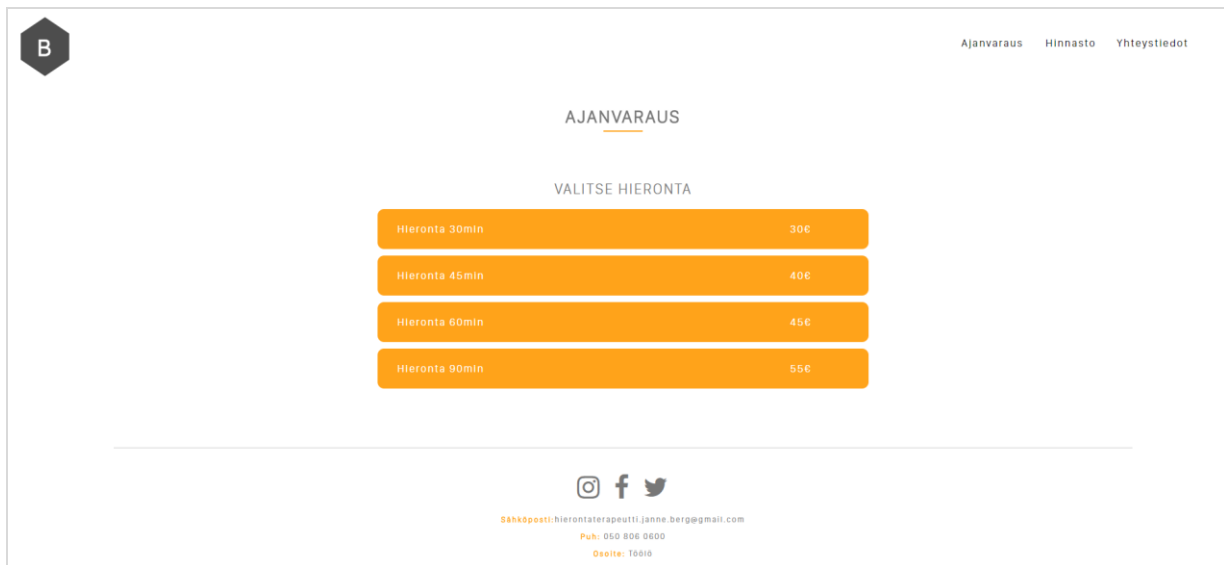 B
Ajanvaraus Hinnasto Yhteystiedot
AJANVARAUS
VALITSE HIERONTA
Hieronta 30min 30€
Hieronta 45min 40€
Hieronta 60min 45€
Hieronta 90min 55€
Sähköposti:hierontaterapeutti.janne.berg@gmail.com
Puh: 050 806 0600
Osoite: Töölö